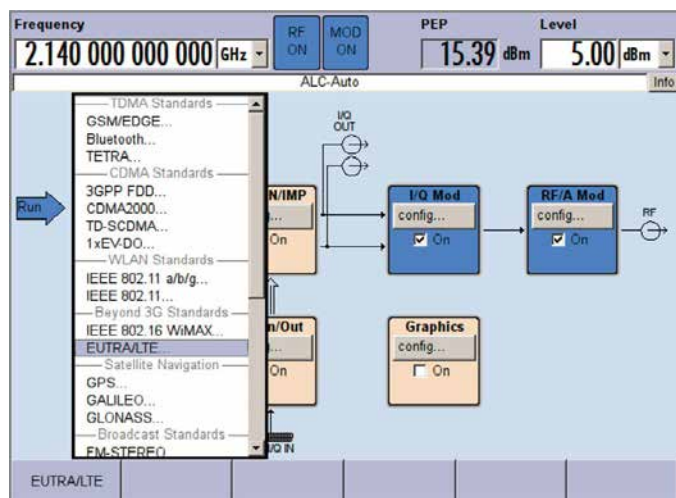 Frequency
2.140 000 000 000 GHz
RF ON
MOD ON
PEP
15.39 dBm
Level
5.00 dBm
ALC-Auto
Info
TDMA Standards
GSM/EDGE...
Bluetooth...
TETRA...
CDMA Standards
3GPP FDD...
CDMA2000...
TD-SCDMA...
1xEV-DO...
WLAN Standards
IEEE 802.11 a/b/g...
IEEE 802.11...
Beyond 3G Standards
IEEE 802.16 WiMAX...
EUTRA/LTE...
Satellite Navigation
GPS...
GALILEO...
GLONASS...
Broadcast Standards
FM-STEREO
Run
I/Q OUT
N/IMP
...
On
I/Q Mod
config...
On
RF/A Mod
config...
On
RF
n/Out
...
On
Graphics
config...
On
I/Q IN
EUTRA/LTE